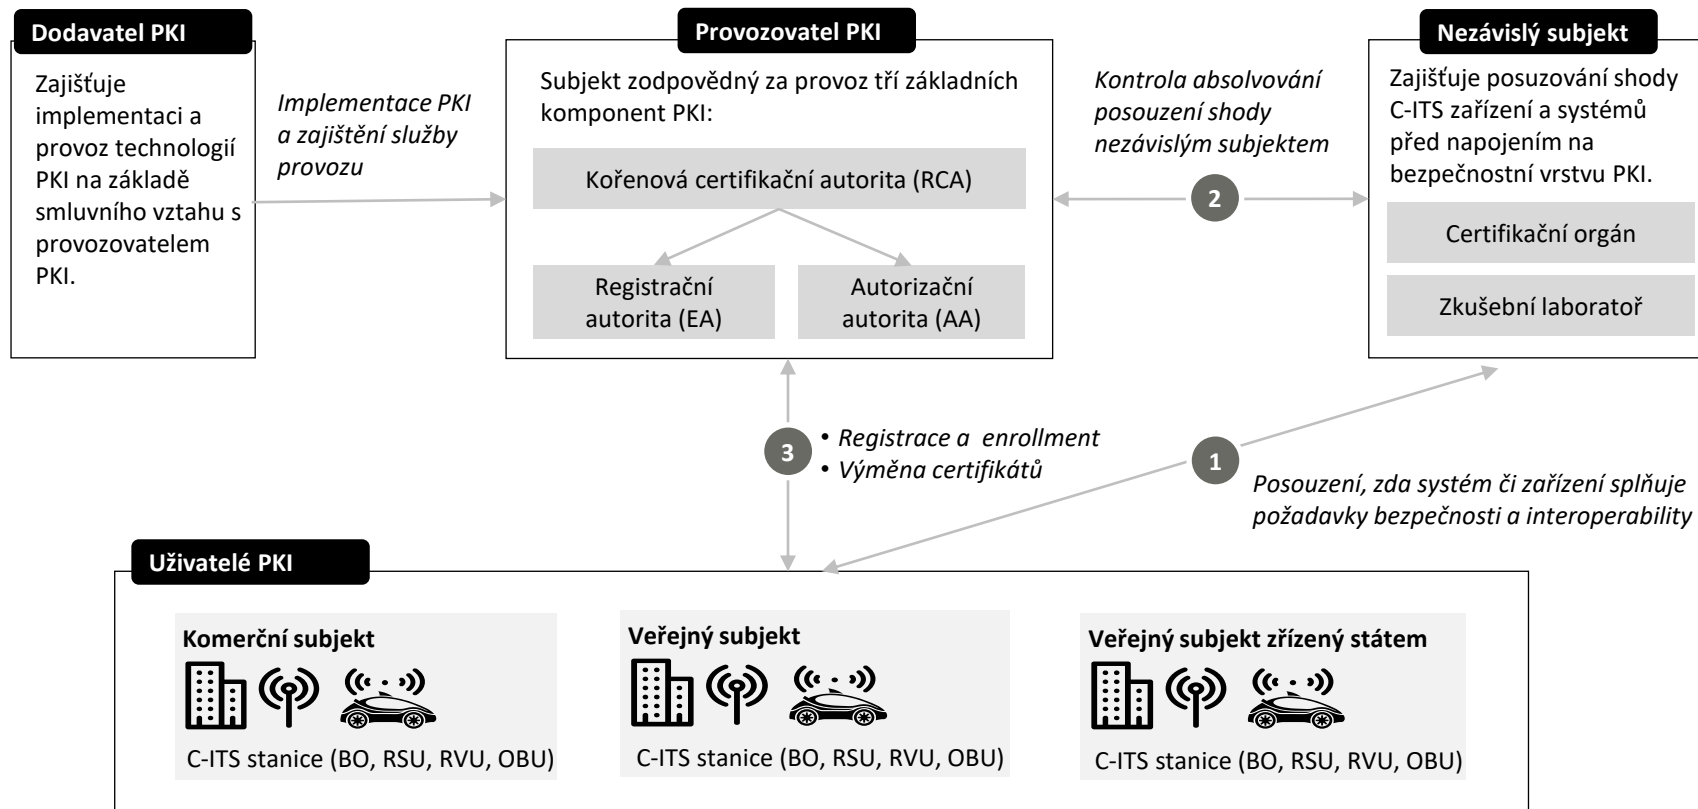 Dodavatel PKI
Zajišťuje
implementaci a
provoz technologií
PKI na základě
smluvního vztahu s
provozovatelem
PKI.
Implementace PKI
a zajištění služby
provozu
Provozovatel PKI
Subjekt zodpovědný za provoz tří základních
komponent PKI:
Kořenová certifikační autorita (RCA)
Registrační
autorita (EA)
Autorizační
autorita (AA)
Kontrola absolvování
posouzení shody
nezávislým subjektem
2
Nezávislý subjekt
Zajišťuje posuzování shody
C-ITS zařízení a systémů
před napojením na
bezpečnostní vrstvu PKI.
Certifikační orgán
Zkušební laboratoř
3
• Registrace a  enrollment
• Výměna certifikátů
1
Posouzení, zda systém či zařízení splňuje
požadavky bezpečnosti a interoperability
Uživatelé PKI
Komerční subjekt
C-ITS stanice (BO, RSU, RVU, OBU)
Veřejný subjekt
C-ITS stanice (BO, RSU, RVU, OBU)
Veřejný subjekt zřízený státem
C-ITS stanice (BO, RSU, RVU, OBU)